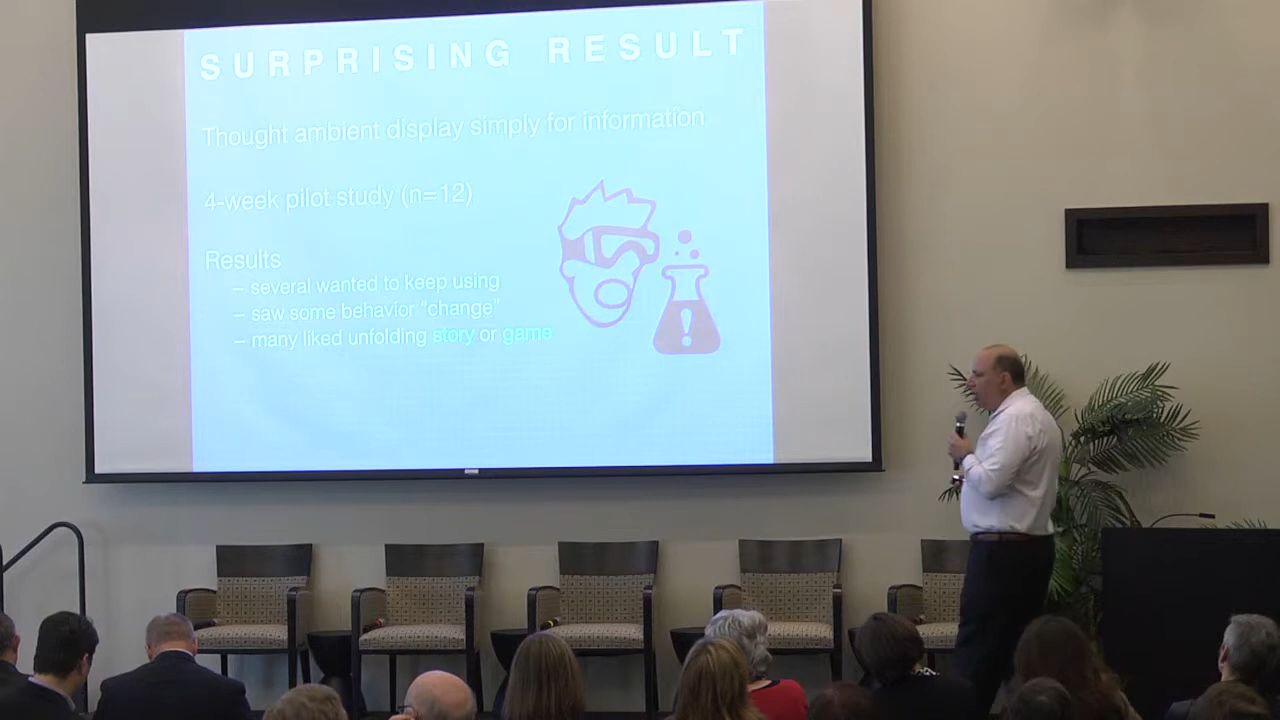 SURPRISING RESULT
Thought ambient display simply for information
4-week pilot study (n=12)
Results
– several wanted to keep using
– saw some behavior “change”
– many liked unfolding story or game
!